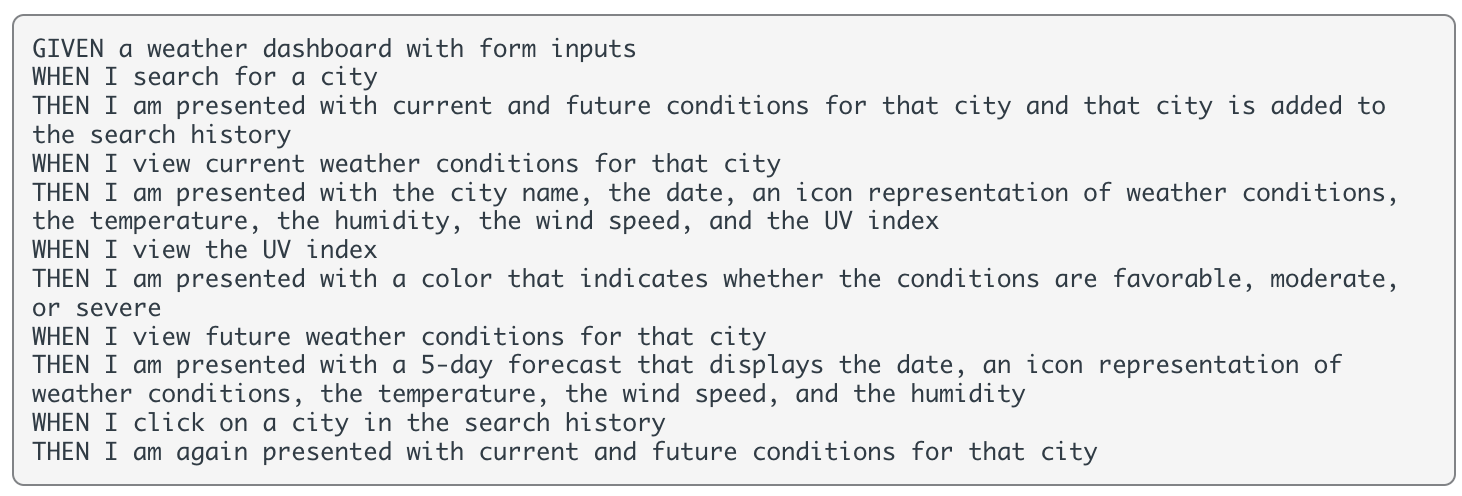 GIVEN a weather dashboard with form inputs
WHEN I search for a city
THEN I am presented with current and future conditions for that city and that city is added to
the search history
WHEN I view current weather conditions for that city
THEN I am presented with the city name, the date, an icon representation of weather conditions,
the temperature, the humidity, the wind speed, and the UV index
WHEN I view the UV index
THEN I am presented with a color that indicates whether the conditions are favorable, moderate,
or severe
WHEN I view future weather conditions for that city
THEN I am presented with a 5-day forecast that displays the date, an icon representation of
weather conditions, the temperature, the wind speed, and the humidity
WHEN I click on a city in the search history
THEN I am again presented with current and future conditions for that city